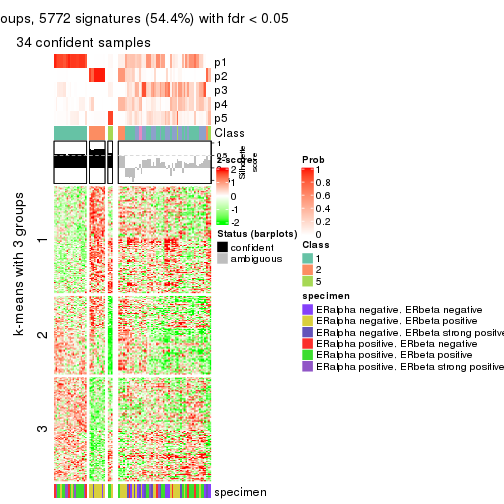 oups, 5772 signatures (54.4%) with fdr < 0.05
34 confident samples
p1
p2
p3
p4
p5
Class
1
0.5
0
Silhouette
score
z-score
2
1
0
-1
-2
Status (barplots)
confident
ambiguous
Prob
1
0.8
0.6
0.4
0.2
0
Class
1
2
5
specimen
ERalpha negative. ERbeta negative
ERalpha negative. ERbeta positive
ERalpha negative. ERbeta strong positive
ERalpha positive. ERbeta negative
ERalpha positive. ERbeta positive
ERalpha positive. ERbeta strong positive
k-means with 3 groups
1
2
3
specimen